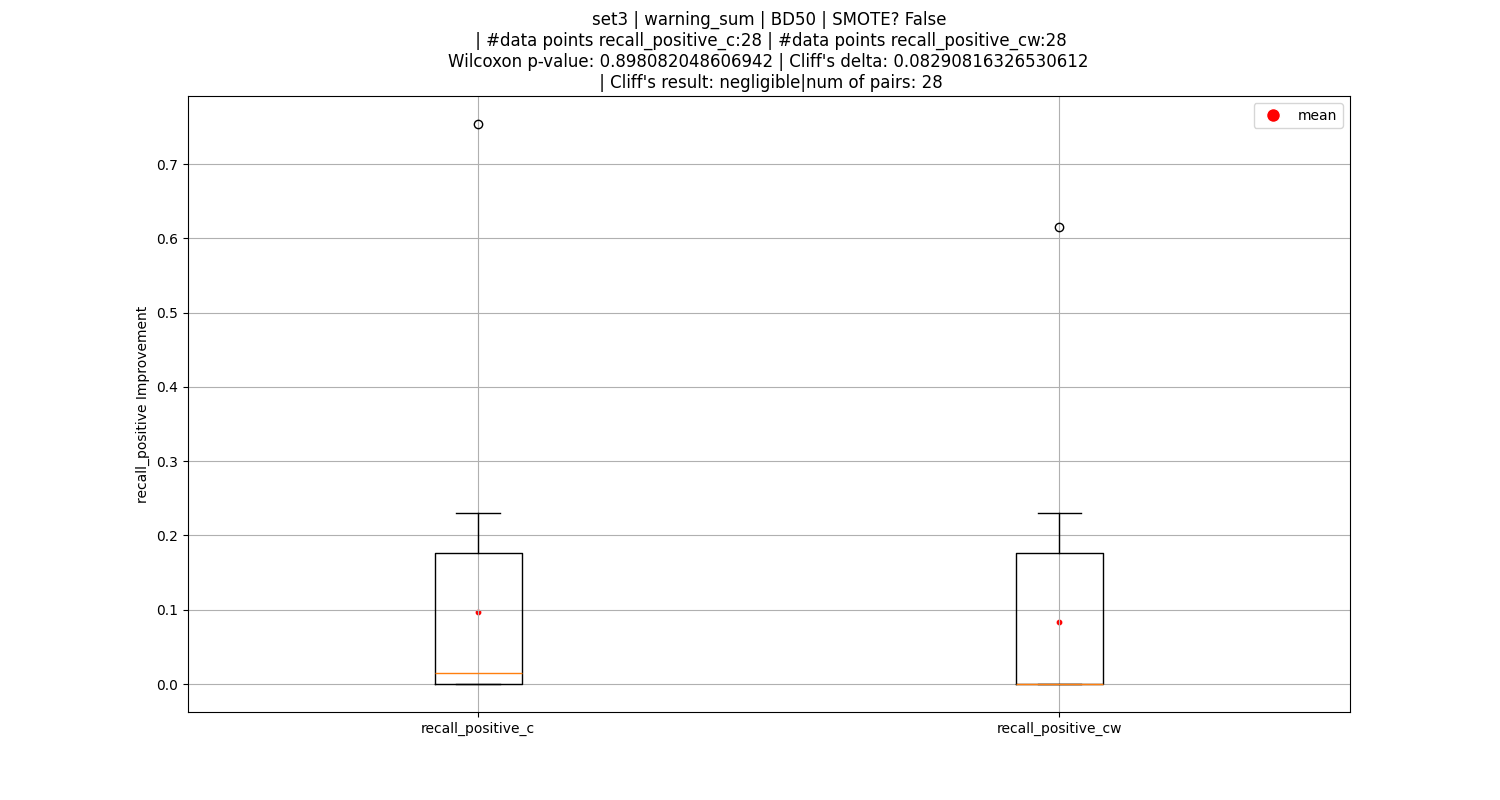 set3 | warning_sum | BD50 | SMOTE? False
| #data points recall_positive_c:28 | #data points recall_positive_cw:28
Wilcoxon p-value: 0.898082048606942 | Cliff's delta: 0.08290816326530612
| Cliff's result: negligible|num of pairs: 28
mean
0.7
0.6
0.5
0.4
0.3
0.2
0.1
0.0
recall_positive Improvement
recall_positive_c
recall_positive_cw